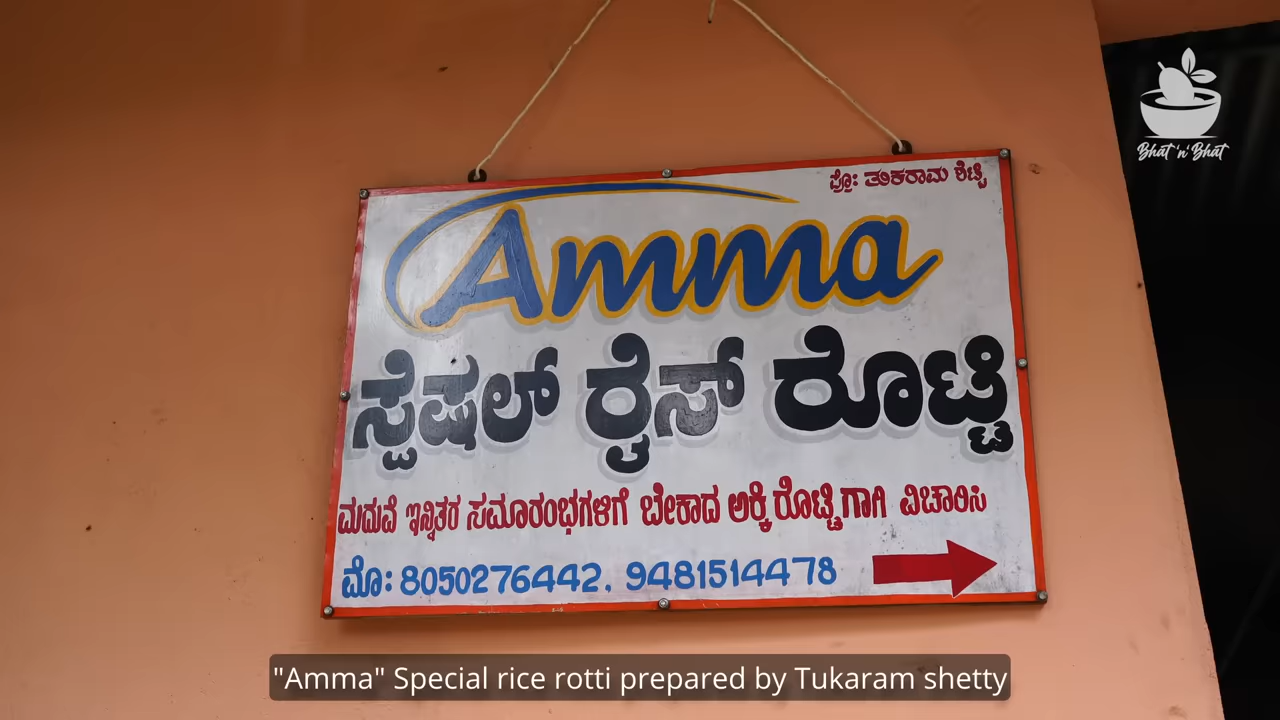 ಪ್ರೊ: ತುಕರಾಮ ಶೆಟ್ಟಿ
Amma
ಸ್ಪೆಷಲ್ ರೈಸ್ ರೊಟ್ಟಿ
ಮದುವೆ ಇನ್ನಿತರ ಸಮಾರಂಭಗಳಿಗೆ ಬೇಕಾದ ಅಕ್ಕಿ ರೊಟ್ಟಿಗಾಗಿ ವಿಚಾರಿಸಿ
ಮೊ: 8050276442, 9481514478
Bhat 'n' Bhat
"Amma" Special rice rotti prepared by Tukaram shetty